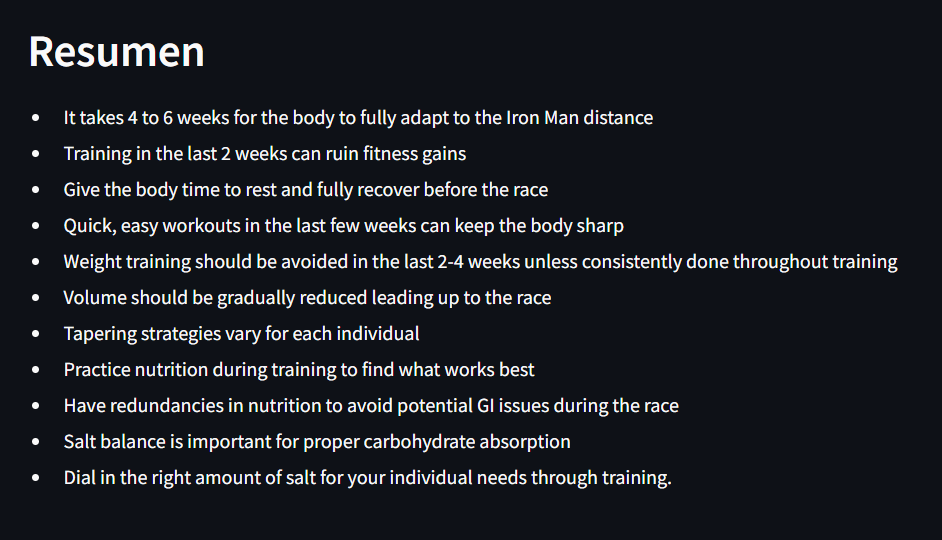 Resumen
• It takes 4 to 6 weeks for the body to fully adapt to the Iron Man distance
• Training in the last 2 weeks can ruin fitness gains
• Give the body time to rest and fully recover before the race
• Quick, easy workouts in the last few weeks can keep the body sharp
• Weight training should be avoided in the last 2-4 weeks unless consistently done throughout training
• Volume should be gradually reduced leading up to the race
• Tapering strategies vary for each individual
• Practice nutrition during training to find what works best
• Have redundancies in nutrition to avoid potential GI issues during the race
• Salt balance is important for proper carbohydrate absorption
• Dial in the right amount of salt for your individual needs through training.